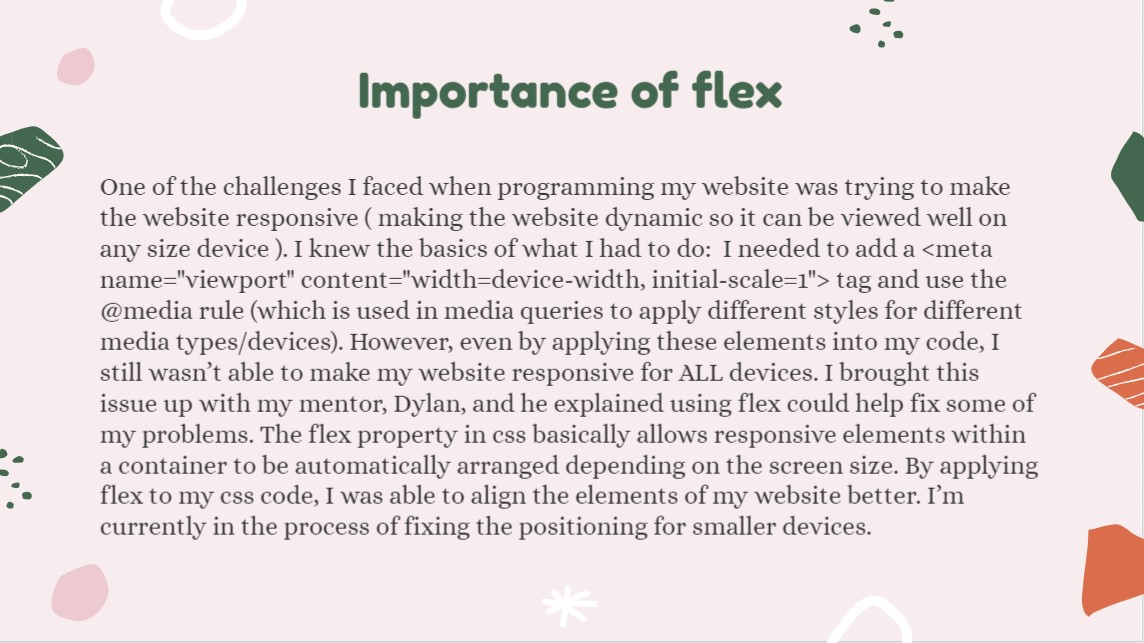 Importance of flex
One of the challenges I faced when programming my website was trying to make
the website responsive ( making the website dynamic so it can be viewed well on
any size device ). I knew the basics of what I had to do:  I needed to add a <meta
name="viewport" content="width=device-width, initial-scale=1"> tag and use the
@media rule (which is used in media queries to apply different styles for different
media types/devices). However, even by applying these elements into my code, I
still wasn’t able to make my website responsive for ALL devices. I brought this
issue up with my mentor, Dylan, and he explained using flex could help fix some of
my problems. The flex property in css basically allows responsive elements within
a container to be automatically arranged depending on the screen size. By applying
flex to my css code, I was able to align the elements of my website better. I’m
currently in the process of fixing the positioning for smaller devices.